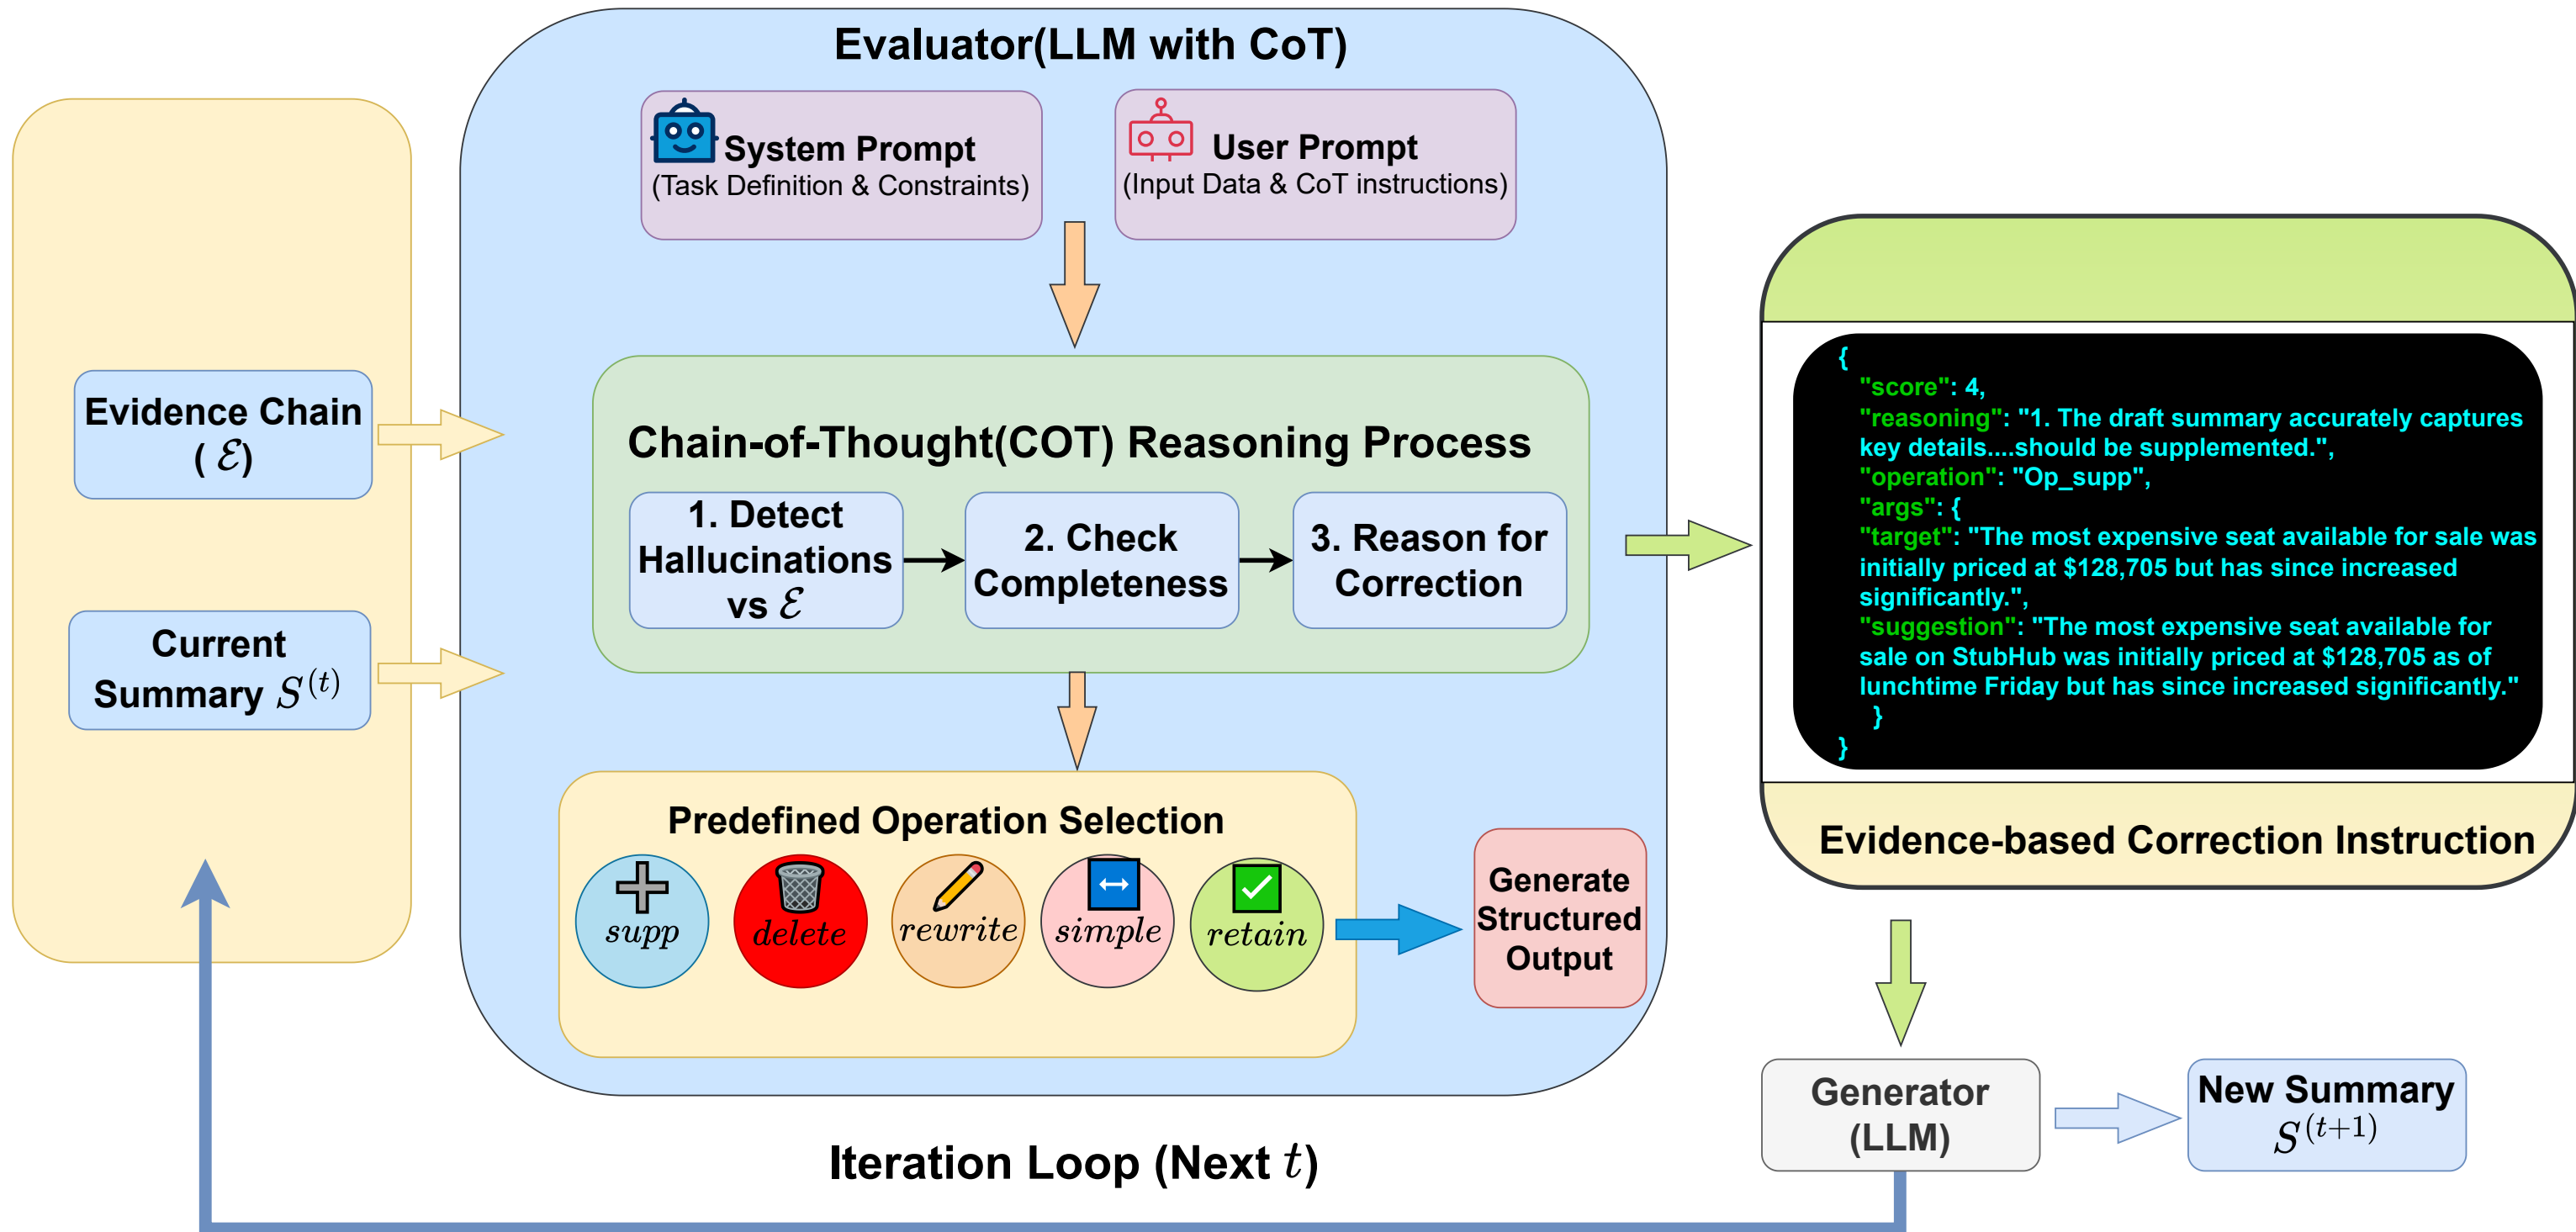 Evaluator(LLM with CoT)
System Prompt
(Task Definition & Constraints)
User Prompt
(Input Data & CoT instructions)
Evidence Chain
( ℰ)
Current
Summary S^(t)
Chain-of-Thought(COT) Reasoning Process
1. Detect
Hallucinations
vs ℰ
2. Check
Completeness
3. Reason for
Correction
Predefined Operation Selection
supp
delete
rewrite
simple
retain
Generate
Structured
Output
{
"score": 4,
"reasoning": "1. The draft summary accurately captures
key details....should be supplemented.",
"operation": "Op_supp",
"args": {
"target": "The most expensive seat available for sale was
initially priced at $128,705 but has since increased
significantly.",
"suggestion": "The most expensive seat available for
sale on StubHub was initially priced at $128,705 as of
lunchtime Friday but has since increased significantly."
}
}
Evidence-based Correction Instruction
Generator
(LLM)
New Summary
S^(t+1)
Iteration Loop (Next t)